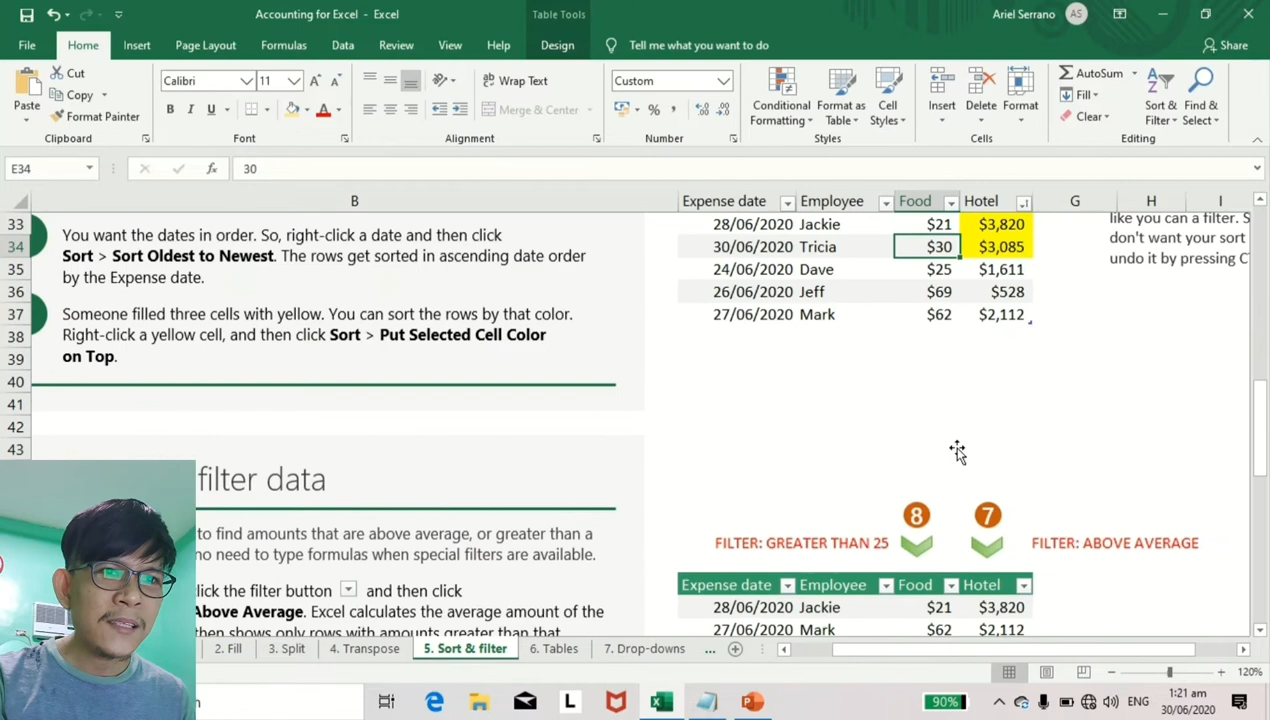 Accounting for Excel - Excel
Table Tools
Ariel Serrano AS
File Home Insert Page Layout Formulas Data Review View Help Design Tell me what you want to do Share
Paste
Cut
Copy
Format Painter
Clipboard
Calibri 11
B I U
Font
Wrap Text
Merge & Center
Alignment
Custom
%
Number
Conditional Formatting
Format as Table
Cell Styles
Styles
Insert
Delete
Format
Cells
AutoSum
Fill
Clear
Sort & Filter
Find & Select
Editing
E34 fx 30
B Expense date Employee Food Hotel G H I
33 34 35 36 37 38 39 40 41 42 43
You want the dates in order. So, right-click a date and then click
Sort > Sort Oldest to Newest. The rows get sorted in ascending date order
by the Expense date.
Someone filled three cells with yellow. You can sort the rows by that color.
Right-click a yellow cell, and then click Sort > Put Selected Cell Color
on Top.
28/06/2020 Jackie $21 $3,820
30/06/2020 Tricia $30 $3,085
24/06/2020 Dave $25 $1,611
26/06/2020 Jeff $69 $528
27/06/2020 Mark $62 $2,112
like you can a filter. S
don't want your sort
undo it by pressing C
filter data
to find amounts that are above average, or greater than a
no need to type formulas when special filters are available.
click the filter button and then click
Above Average. Excel calculates the average amount of the
then shows only rows with amounts greater than that
8 7
FILTER: GREATER THAN 25
FILTER: ABOVE AVERAGE
Expense date Employee Food Hotel
28/06/2020 Jackie $21 $3,820
27/06/2020 Mark $62 $2,112
2. Fill 3. Split 4. Transpose 5. Sort & filter 6. Tables 7. Drop-downs ...
120%
L
90%
ENG
1:21 am
30/06/2020